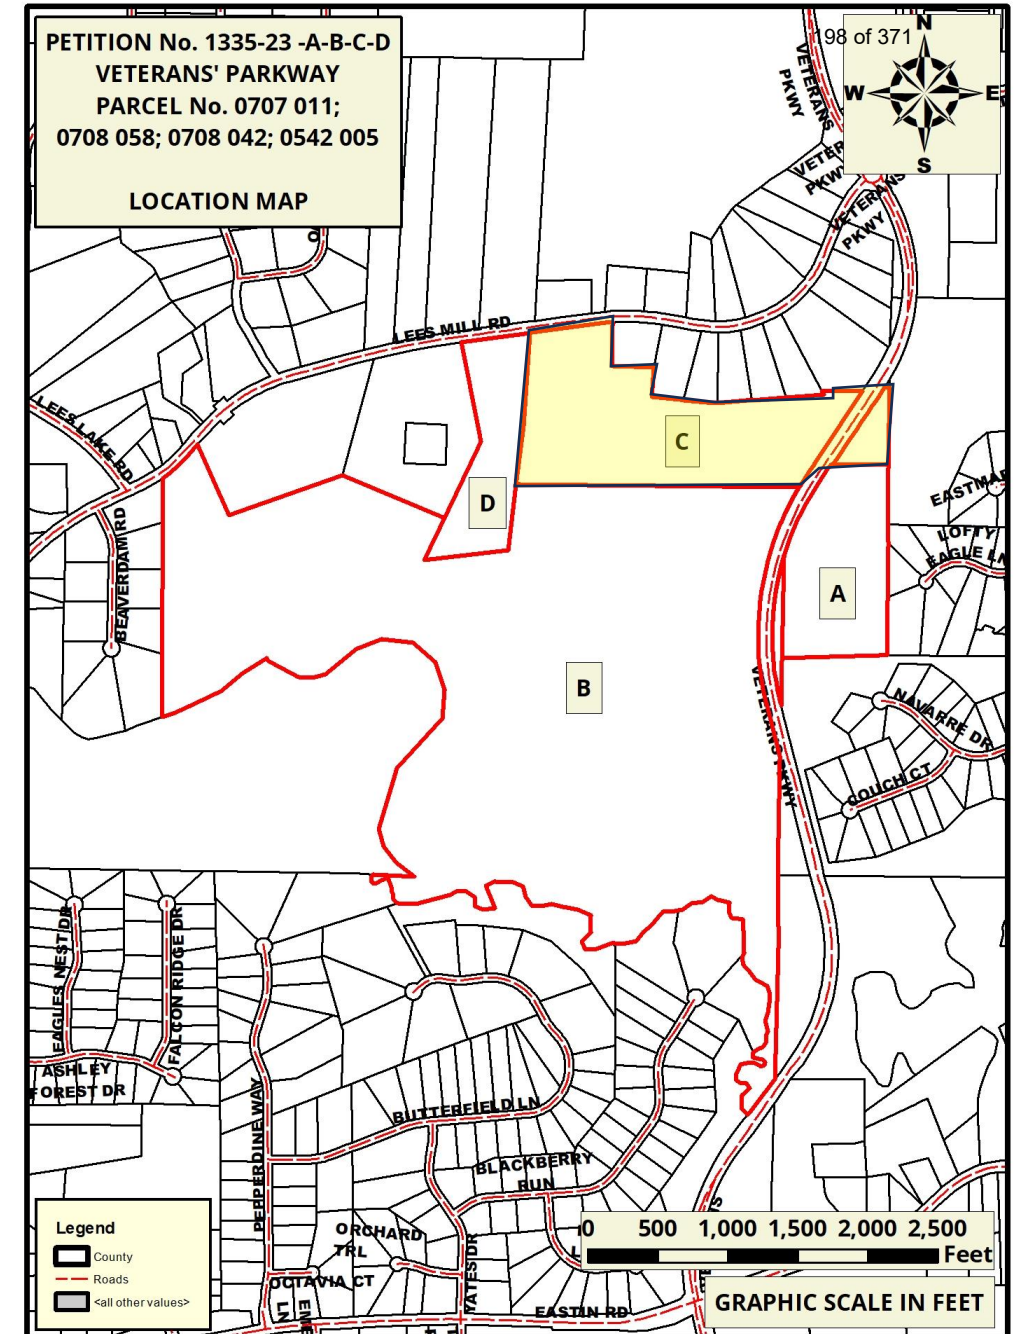 PETITION No. 1335-23 -A-B-C-D
VETERANS' PARKWAY
PARCEL No. 0707 011;
0708 058; 0708 042; 0542 005
LOCATION MAP
198 of 371
N
W
E
S
VETERANS
PKWY
VETERANS
PKWY
LEES MILL RD
LEES LAKE RD
BEAVERDAM RD
C
D
A
B
EASTMAR
LOFTY
EAGLE LN
VETERANS PKWY
NAVARRE DR
COUCH CT
EAGLES NEST DR
FALCON RIDGE DR
ASHLEY
FOREST DR
PEPPERDINE WAY
BUTTERFIELD LN
BLACKBERRY
RUN
ORCHARD
TRL
OCTAVIA CT
YATES DR
LN
EASTIN RD
Legend
County
Roads
<all other values>
0 500 1,000 1,500 2,000 2,500
Feet
GRAPHIC SCALE IN FEET